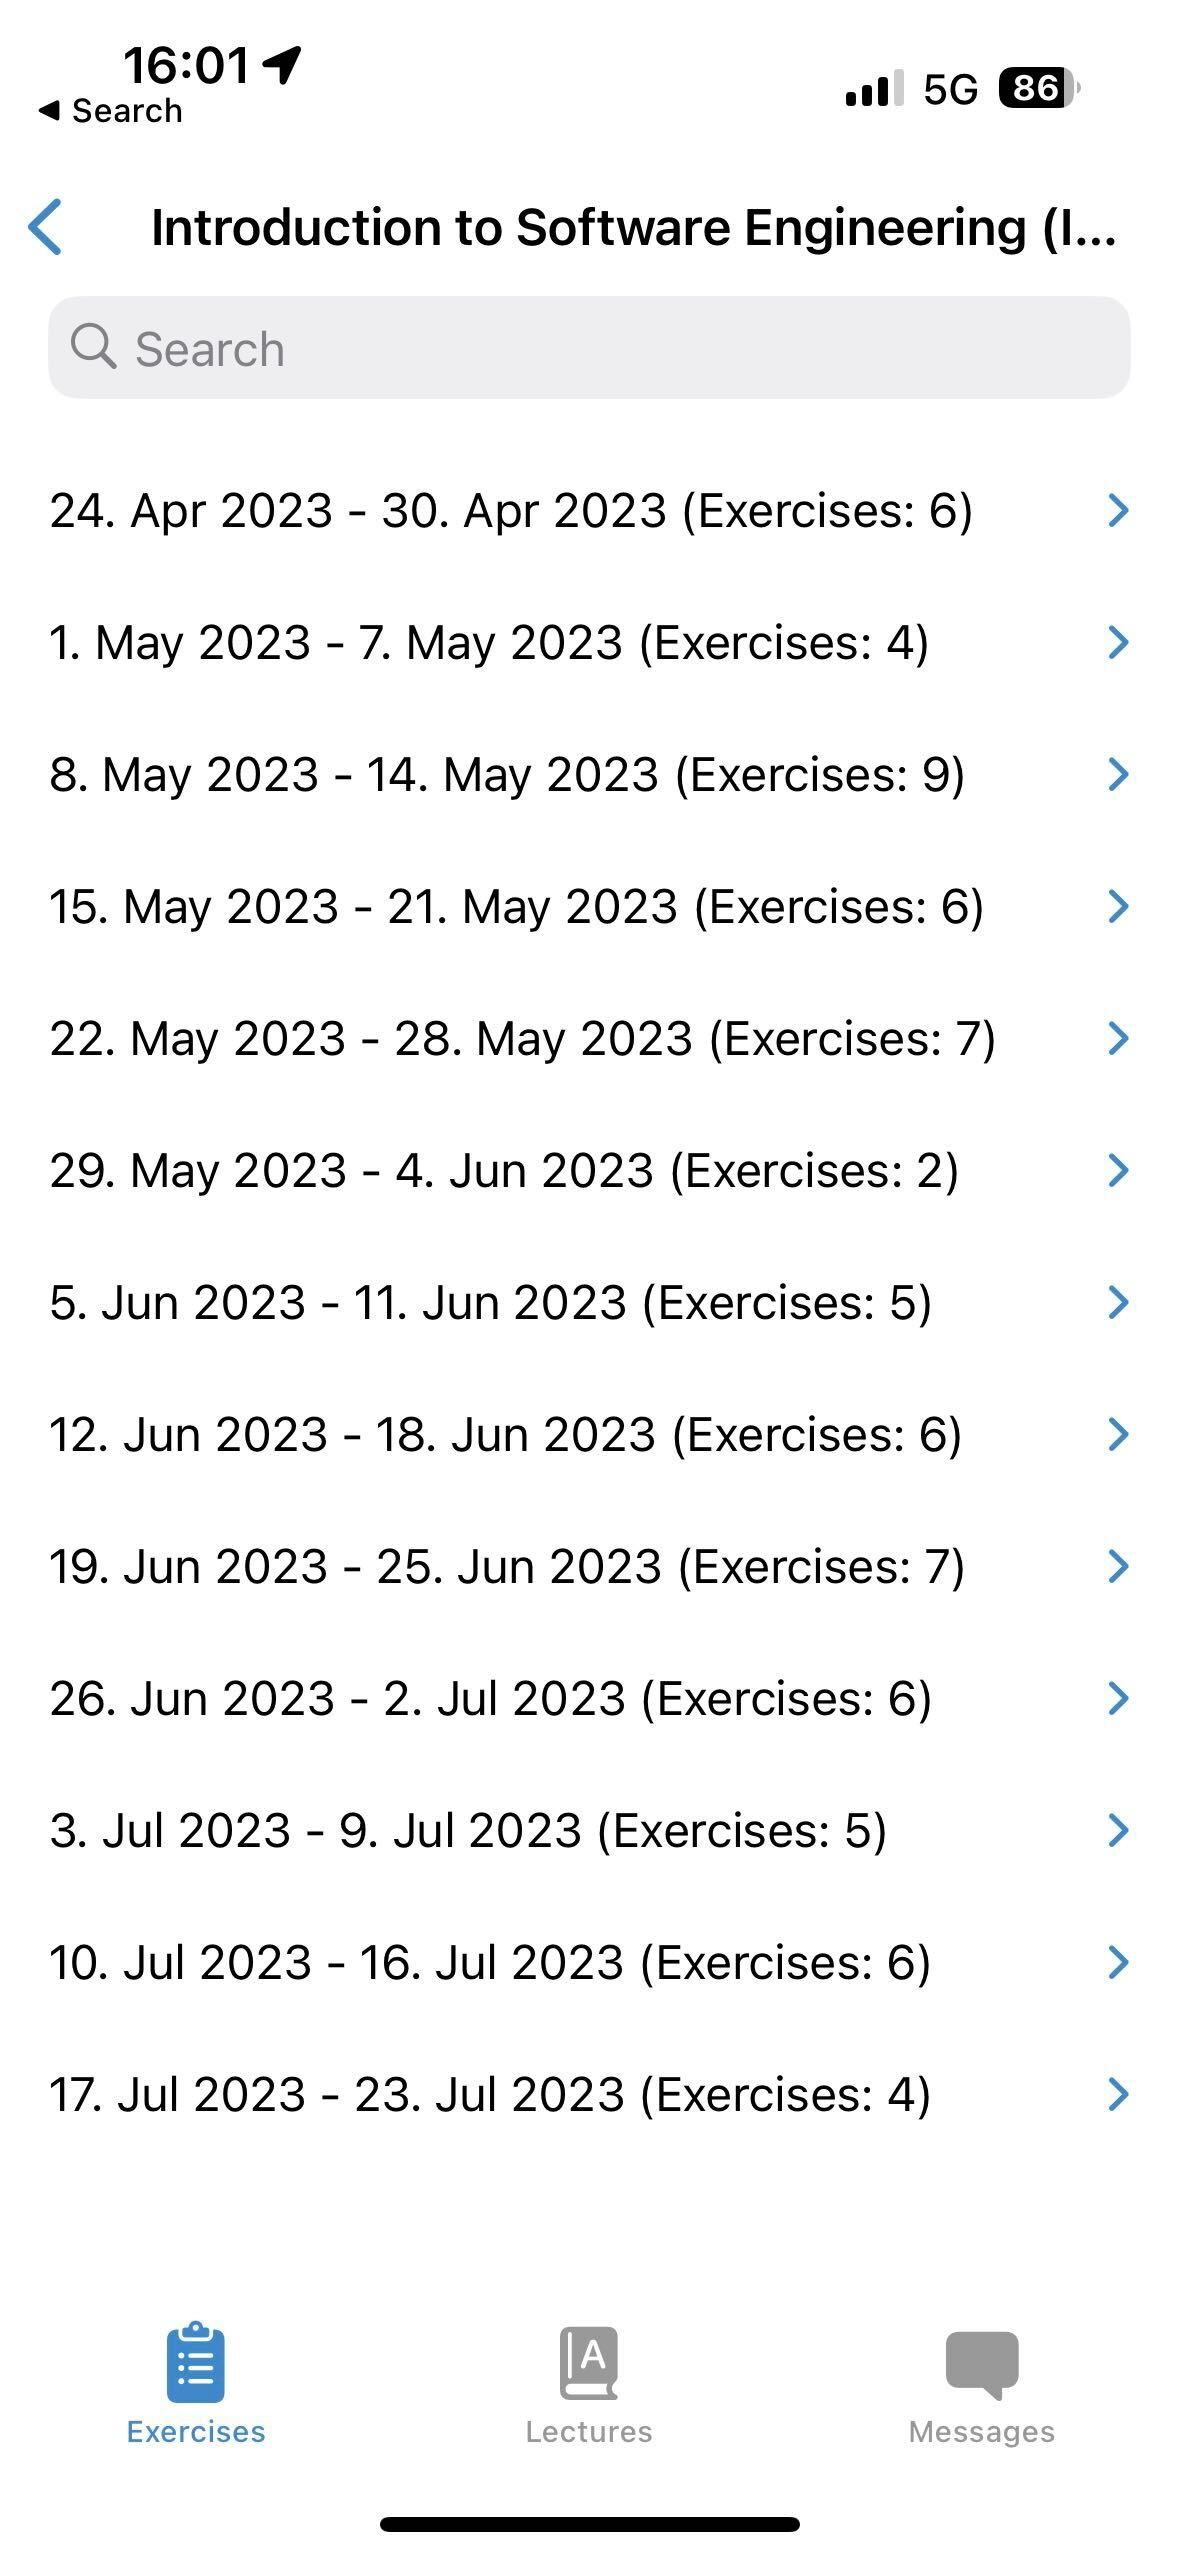 16:01
Search
5G 86
Introduction to Software Engineering (I...
Search
24. Apr 2023 - 30. Apr 2023 (Exercises: 6)
1. May 2023 - 7. May 2023 (Exercises: 4)
8. May 2023 - 14. May 2023 (Exercises: 9)
15. May 2023 - 21. May 2023 (Exercises: 6)
22. May 2023 - 28. May 2023 (Exercises: 7)
29. May 2023 - 4. Jun 2023 (Exercises: 2)
5. Jun 2023 - 11. Jun 2023 (Exercises: 5)
12. Jun 2023 - 18. Jun 2023 (Exercises: 6)
19. Jun 2023 - 25. Jun 2023 (Exercises: 7)
26. Jun 2023 - 2. Jul 2023 (Exercises: 6)
3. Jul 2023 - 9. Jul 2023 (Exercises: 5)
10. Jul 2023 - 16. Jul 2023 (Exercises: 6)
17. Jul 2023 - 23. Jul 2023 (Exercises: 4)
A
Exercises Lectures Messages